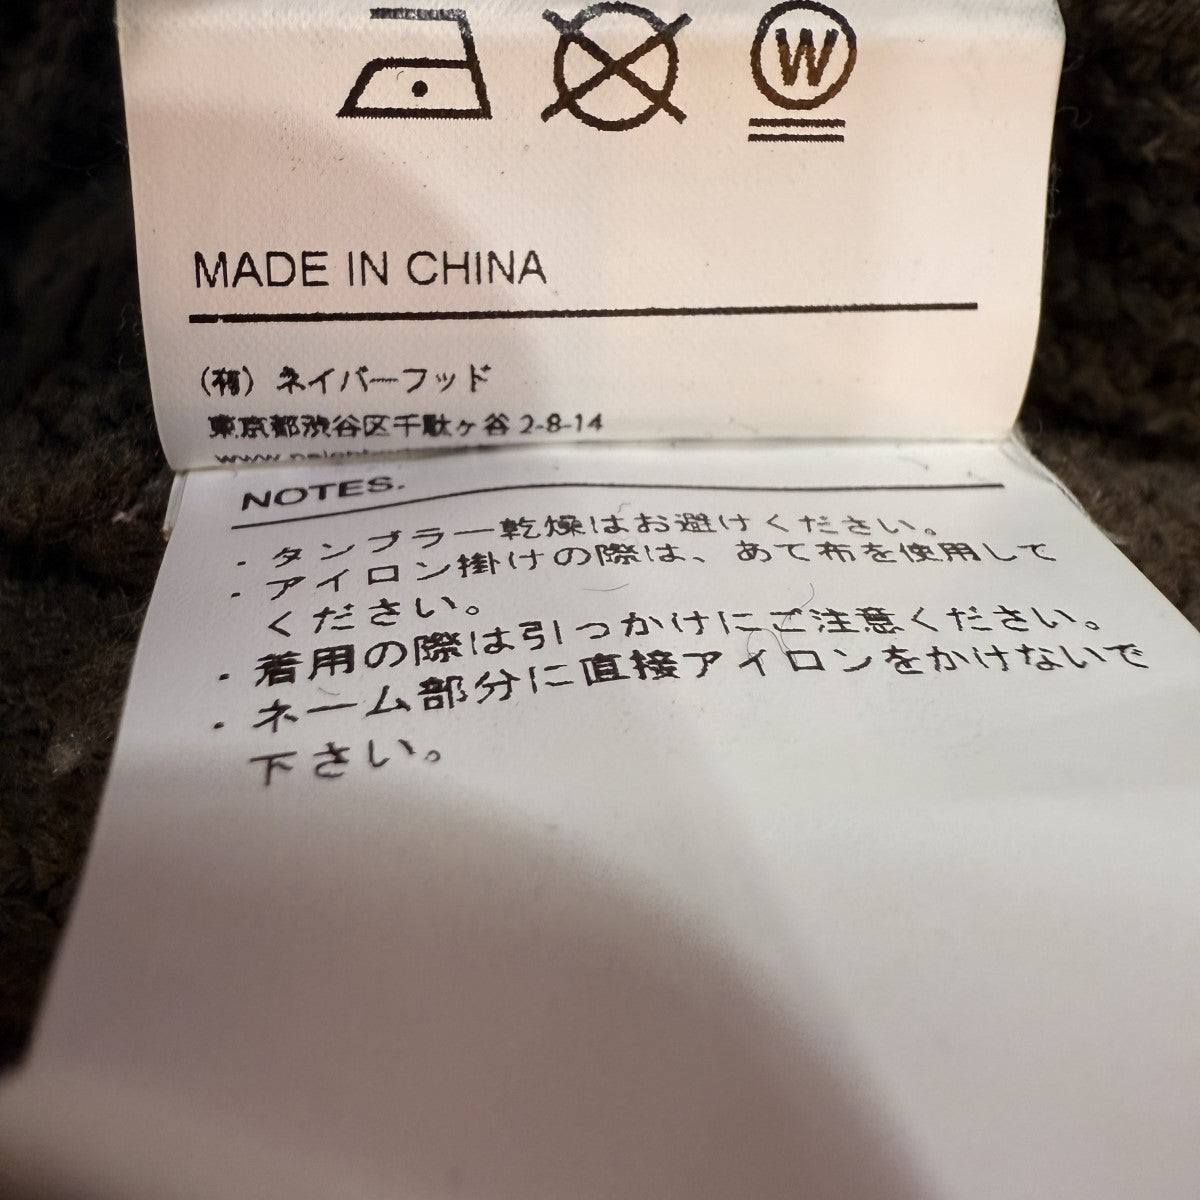 W
MADE IN CHINA
(有) ネイバーフッド
東京都渋谷区千駄ヶ谷 2-8-14
NOTES.
・タンブラー乾燥はお避けください。
・アイロン掛けの際は、あて布を使用して
ください。
・着用の際は引っかけにご注意ください。
・ネーム部分に直接アイロンをかけないで
下さい。